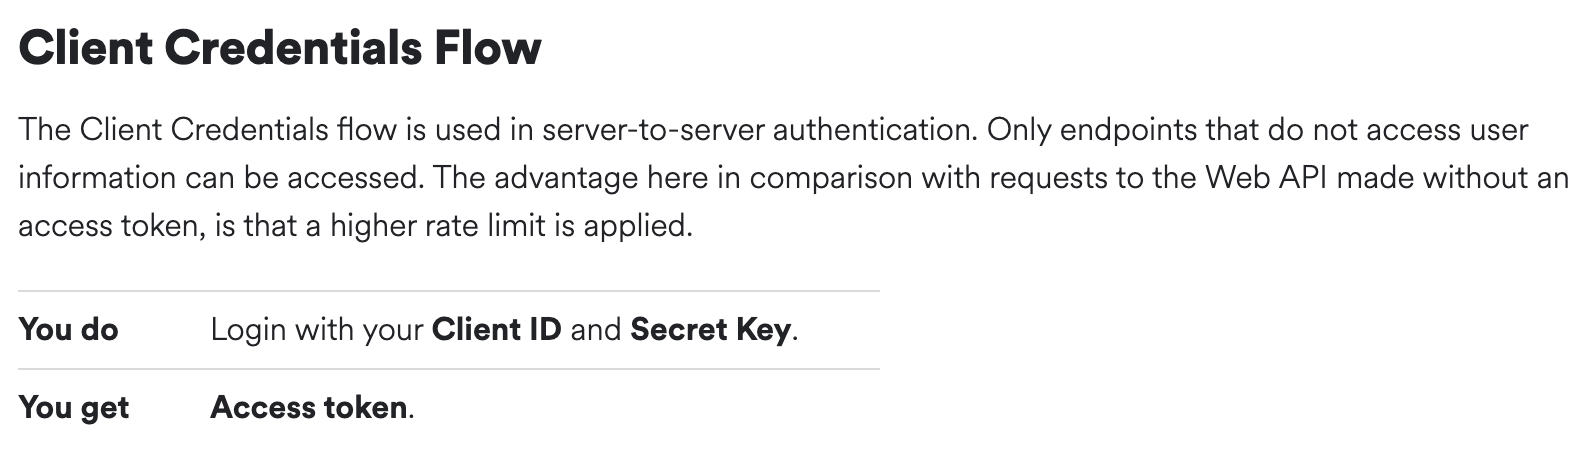 Client Credentials Flow
The Client Credentials flow is used in server-to-server authentication. Only endpoints that do not access user
information can be accessed. The advantage here in comparison with requests to the Web API made without an
access token, is that a higher rate limit is applied.
You do Login with your Client ID and Secret Key.
You get Access token.